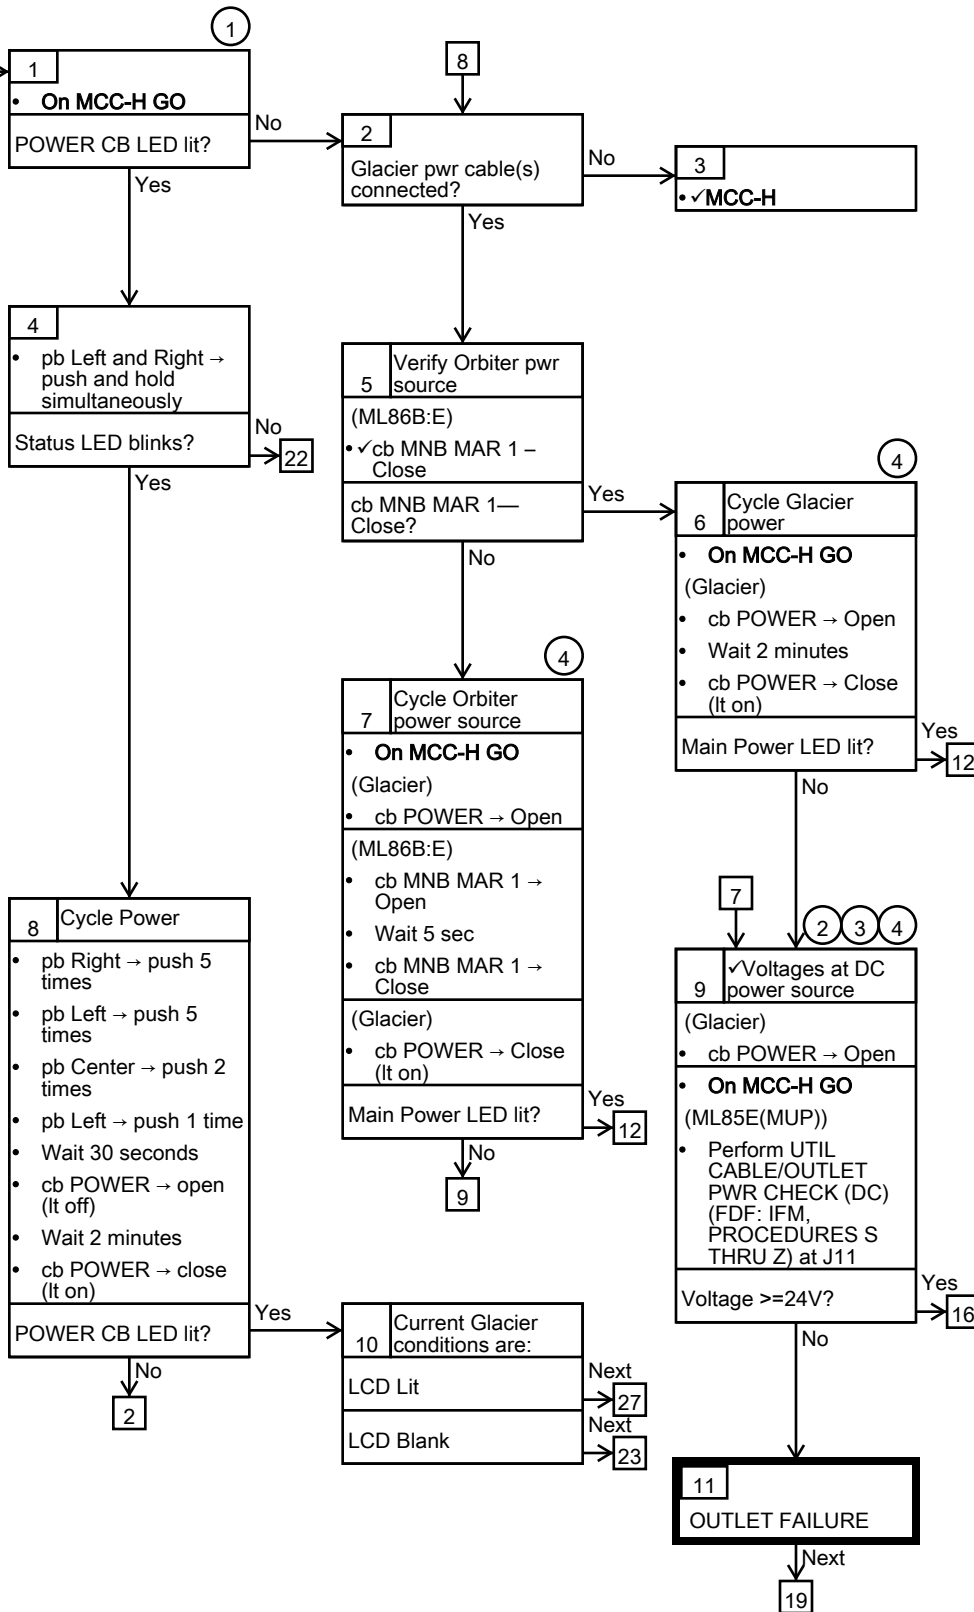 1
1
• On MCC-H GO
POWER CB LED lit?
No
Yes
8
2
Glacier pwr cable(s)
connected?
No
Yes
3
• ✓MCC-H
4
• pb Left and Right →
push and hold
simultaneously
Status LED blinks?
No
22
Yes
5
Verify Orbiter pwr
source
(ML86B:E)
• ✓cb MNB MAR 1 –
Close
cb MNB MAR 1—
Close?
Yes
No
4
6
Cycle Glacier
power
• On MCC-H GO
(Glacier)
• cb POWER → Open
• Wait 2 minutes
• cb POWER → Close
(lt on)
Main Power LED lit?
Yes
12
No
4
7
Cycle Orbiter
power source
• On MCC-H GO
(Glacier)
• cb POWER → Open
(ML86B:E)
• cb MNB MAR 1 →
Open
• Wait 5 sec
• cb MNB MAR 1 →
Close
(Glacier)
• cb POWER → Close
(lt on)
Main Power LED lit?
Yes
12
No
9
8
Cycle Power
• pb Right → push 5
times
• pb Left → push 5
times
• pb Center → push 2
times
• pb Left → push 1 time
• Wait 30 seconds
• cb POWER → open
(lt off)
• Wait 2 minutes
• cb POWER → close
(lt on)
POWER CB LED lit?
Yes
No
2
7
2 3 4
9
✓Voltages at DC
power source
(Glacier)
• cb POWER → Open
• On MCC-H GO
(ML85E(MUP))
• Perform UTIL
CABLE/OUTLET
PWR CHECK (DC)
(FDF: IFM,
PROCEDURES S
THRU Z) at J11
Voltage >=24V?
Yes
16
No
10
Current Glacier
conditions are:
LCD Lit
Next
27
LCD Blank
Next
23
11
OUTLET FAILURE
Next
19